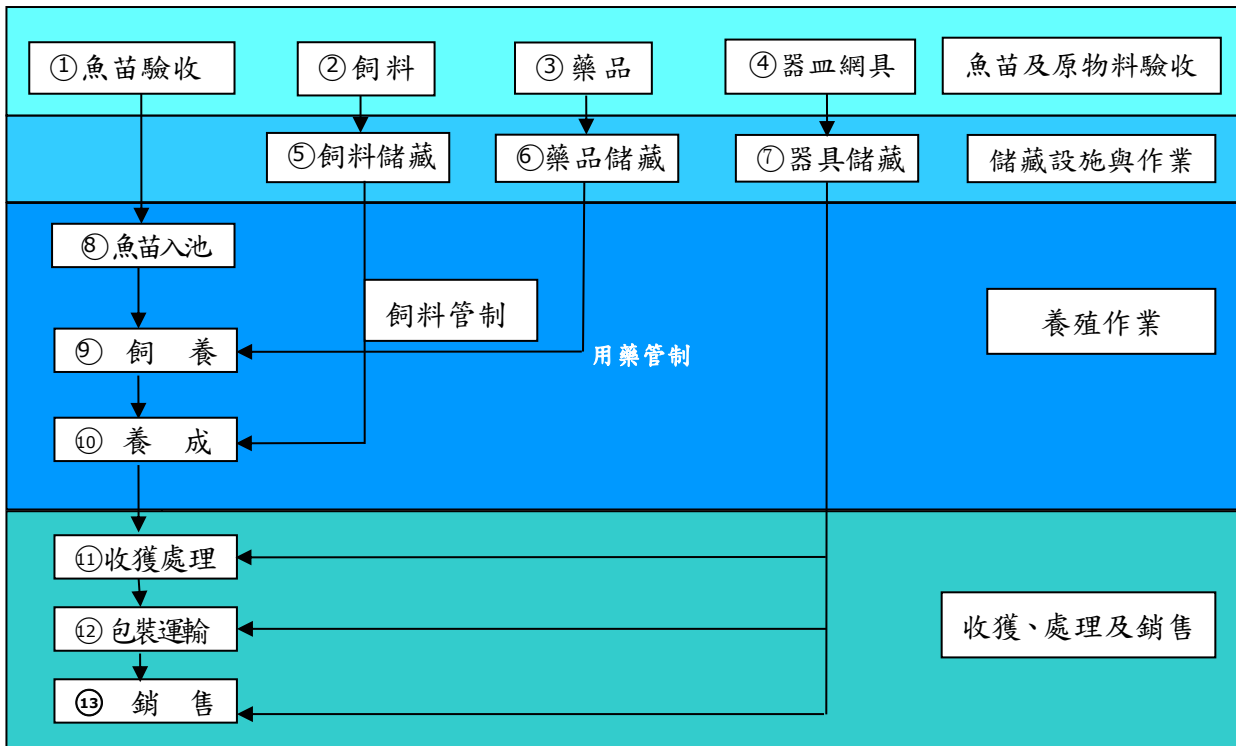 ①魚苗驗收
②飼料
③藥品
④器皿網具
魚苗及原物料驗收
⑤飼料儲藏
⑥藥品儲藏
⑦器具儲藏
儲藏設施與作業
⑧魚苗入池
飼料管制
養殖作業
⑨飼養
用藥管制
⑩養成
⑪收獲處理
⑫包裝運輸
收獲、處理及銷售
⑬銷售